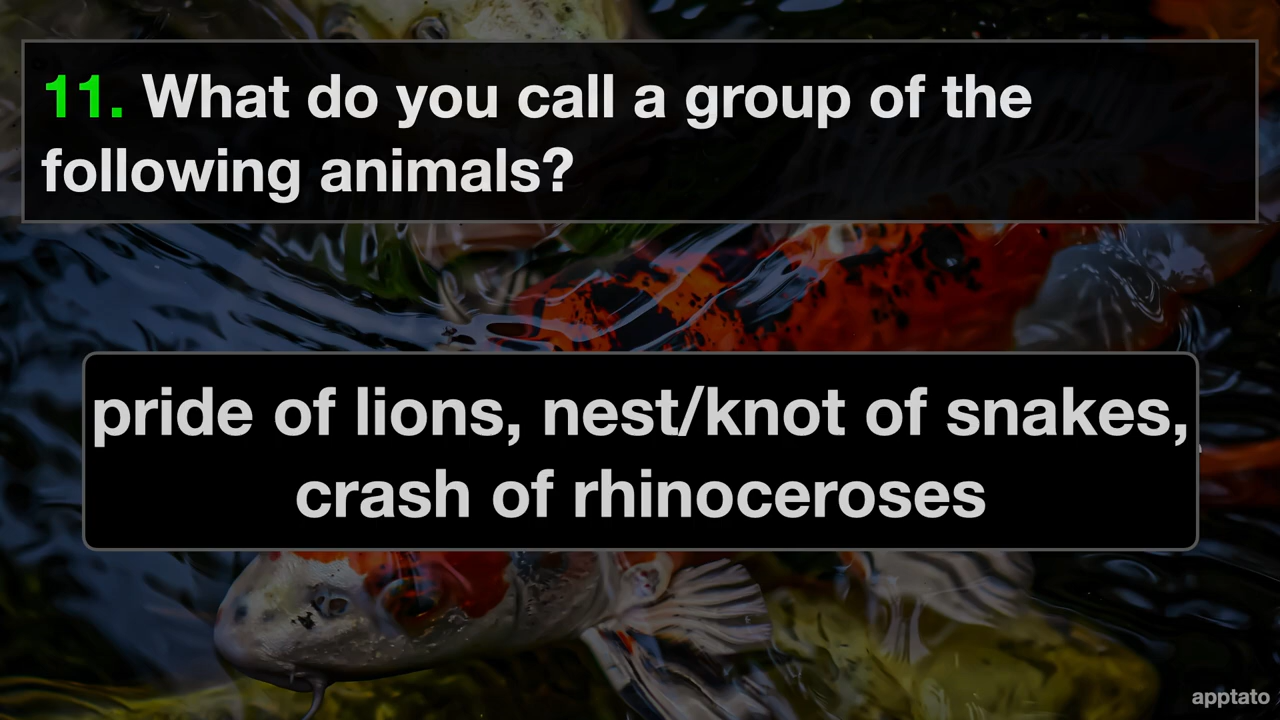 11. What do you call a group of the
following animals?
pride of lions, nest/knot of snakes,
crash of rhinoceroses
apptato